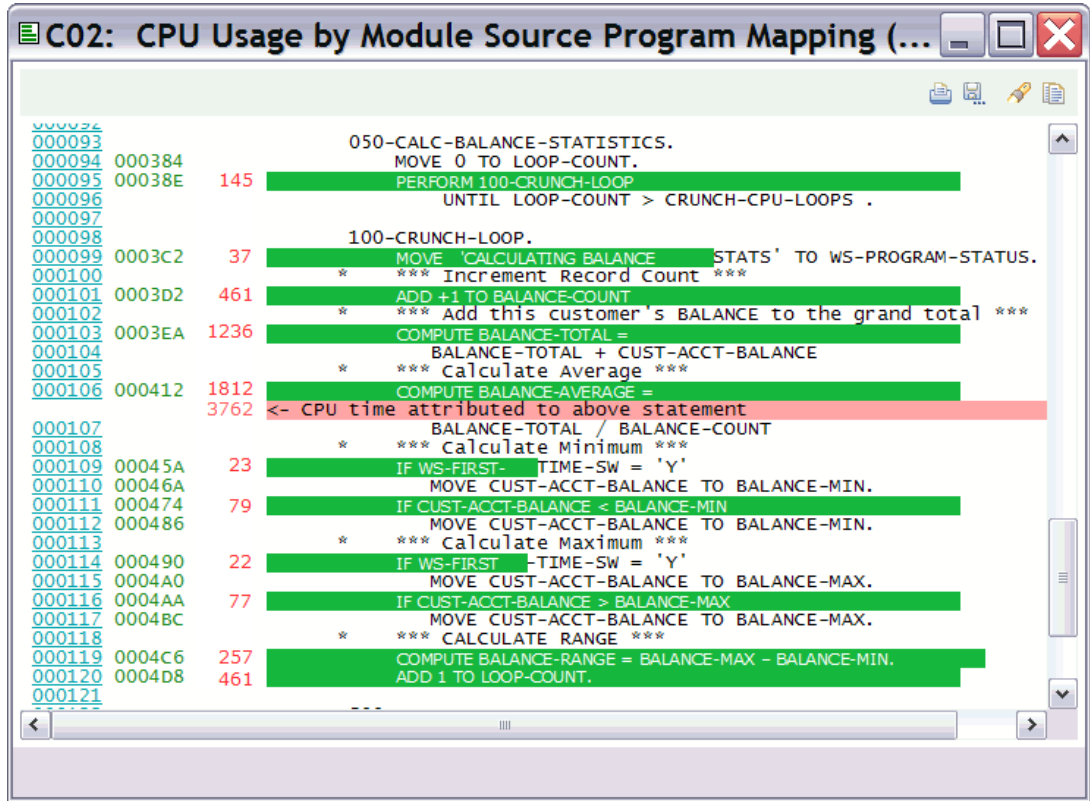 C02: CPU Usage by Module Source Program Mapping (...
000092
000093 050-CALC-BALANCE-STATISTICS.
000094 000384 MOVE 0 TO LOOP-COUNT.
000095 00038E 145 PERFORM 100-CRUNCH-LOOP
000096 UNTIL LOOP-COUNT > CRUNCH-CPU-LOOPS .
000097
000098 100-CRUNCH-LOOP.
000099 0003C2 37 MOVE 'CALCULATING BALANCE STATS' TO WS-PROGRAM-STATUS.
000100 * *** Increment Record Count ***
000101 0003D2 461 ADD +1 TO BALANCE-COUNT
000102 * *** Add this customer's BALANCE to the grand total ***
000103 0003EA 1236 COMPUTE BALANCE-TOTAL =
000104 BALANCE-TOTAL + CUST-ACCT-BALANCE
000105 * *** Calculate Average ***
000106 000412 1812 COMPUTE BALANCE-AVERAGE =
3762 <- CPU time attributed to above statement
000107 BALANCE-TOTAL / BALANCE-COUNT
000108 * *** Calculate Minimum ***
000109 00045A 23 IF WS-FIRST-TIME-SW = 'Y'
000110 00046A MOVE CUST-ACCT-BALANCE TO BALANCE-MIN.
000111 000474 79 IF CUST-ACCT-BALANCE < BALANCE-MIN
000112 000486 MOVE CUST-ACCT-BALANCE TO BALANCE-MIN.
000113 * *** Calculate Maximum ***
000114 000490 22 IF WS-FIRST-TIME-SW = 'Y'
000115 0004A0 MOVE CUST-ACCT-BALANCE TO BALANCE-MAX.
000116 0004AA 77 IF CUST-ACCT-BALANCE > BALANCE-MAX
000117 0004BC MOVE CUST-ACCT-BALANCE TO BALANCE-MAX.
000118 * *** CALCULATE RANGE ***
000119 0004C6 257 COMPUTE BALANCE-RANGE = BALANCE-MAX – BALANCE-MIN.
000120 0004D8 461 ADD 1 TO LOOP-COUNT.
000121